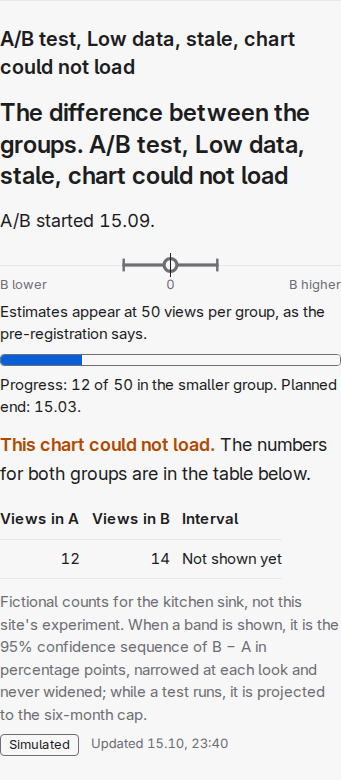 A/B test, Low data, stale, chart
could not load
The difference between the
groups. A/B test, Low data,
stale, chart could not load
A/B started 15.09.
B lower 0 B higher
Estimates appear at 50 views per group, as the
pre-registration says.
Progress: 12 of 50 in the smaller group. Planned
end: 15.03.
This chart could not load. The numbers
for both groups are in the table below.
Views in A Views in B Interval
12 14 Not shown yet
Fictional counts for the kitchen sink, not this
site's experiment. When a band is shown, it is the
95% confidence sequence of B − A in
percentage points, narrowed at each look and
never widened; while a test runs, it is projected
to the six-month cap.
Simulated Updated 15.10, 23:40